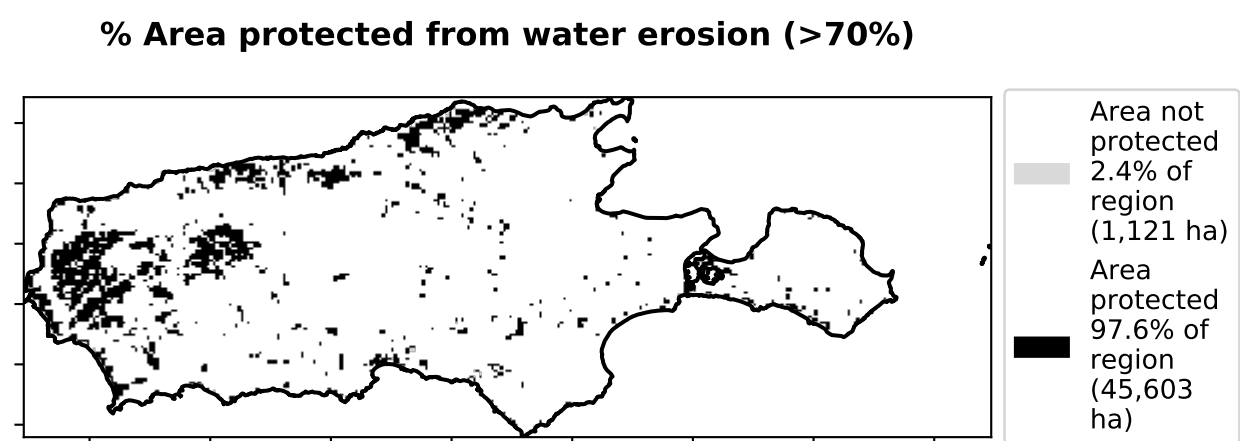 % Area protected from water erosion (>70%)
Area not
protected
2.4% of
region
(1,121 ha)
Area
protected
97.6% of
region
(45,603
ha)